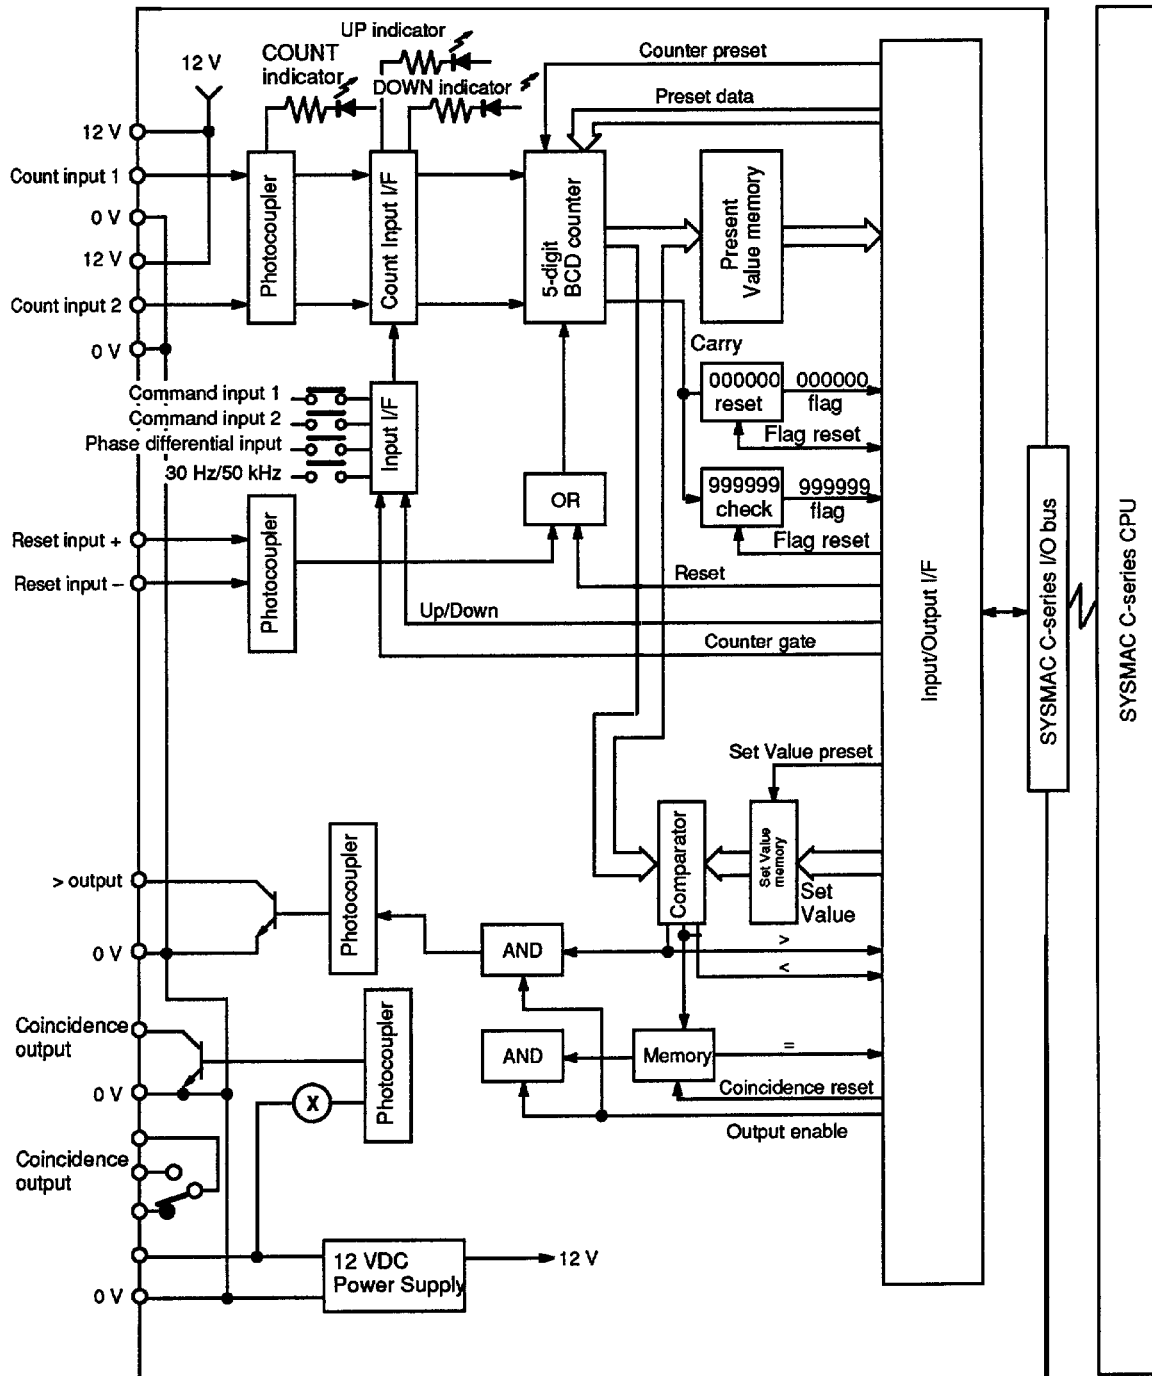 UP indicator
COUNT
indicator
12 V
DOWN indicator
Counter preset
Preset data
12 V
Count input 1
0 V
12 V
Count input 2
0 V
Photocoupler
Count Input I/F
5-digit
BCD counter
Present
Value memory
Carry
000000
reset
000000
flag
Flag reset
999999
check
999999
flag
Flag reset
Command input 1
Command input 2
Phase differential input
30 Hz/50 kHz
Input I/F
OR
Reset input +
Reset input –
Photocoupler
Reset
Up/Down
Counter gate
Input/Output I/F
SYSMAC C-series I/O bus
SYSMAC C-series CPU
Set Value preset
Comparator
Set Value
memory
Set
Value
> output
0 V
Photocoupler
AND
>
<
Coincidence
output
0 V
Photocoupler
X
AND
Memory
=
Coincidence reset
Output enable
Coincidence
output
12 VDC
Power Supply
12 V
0 V